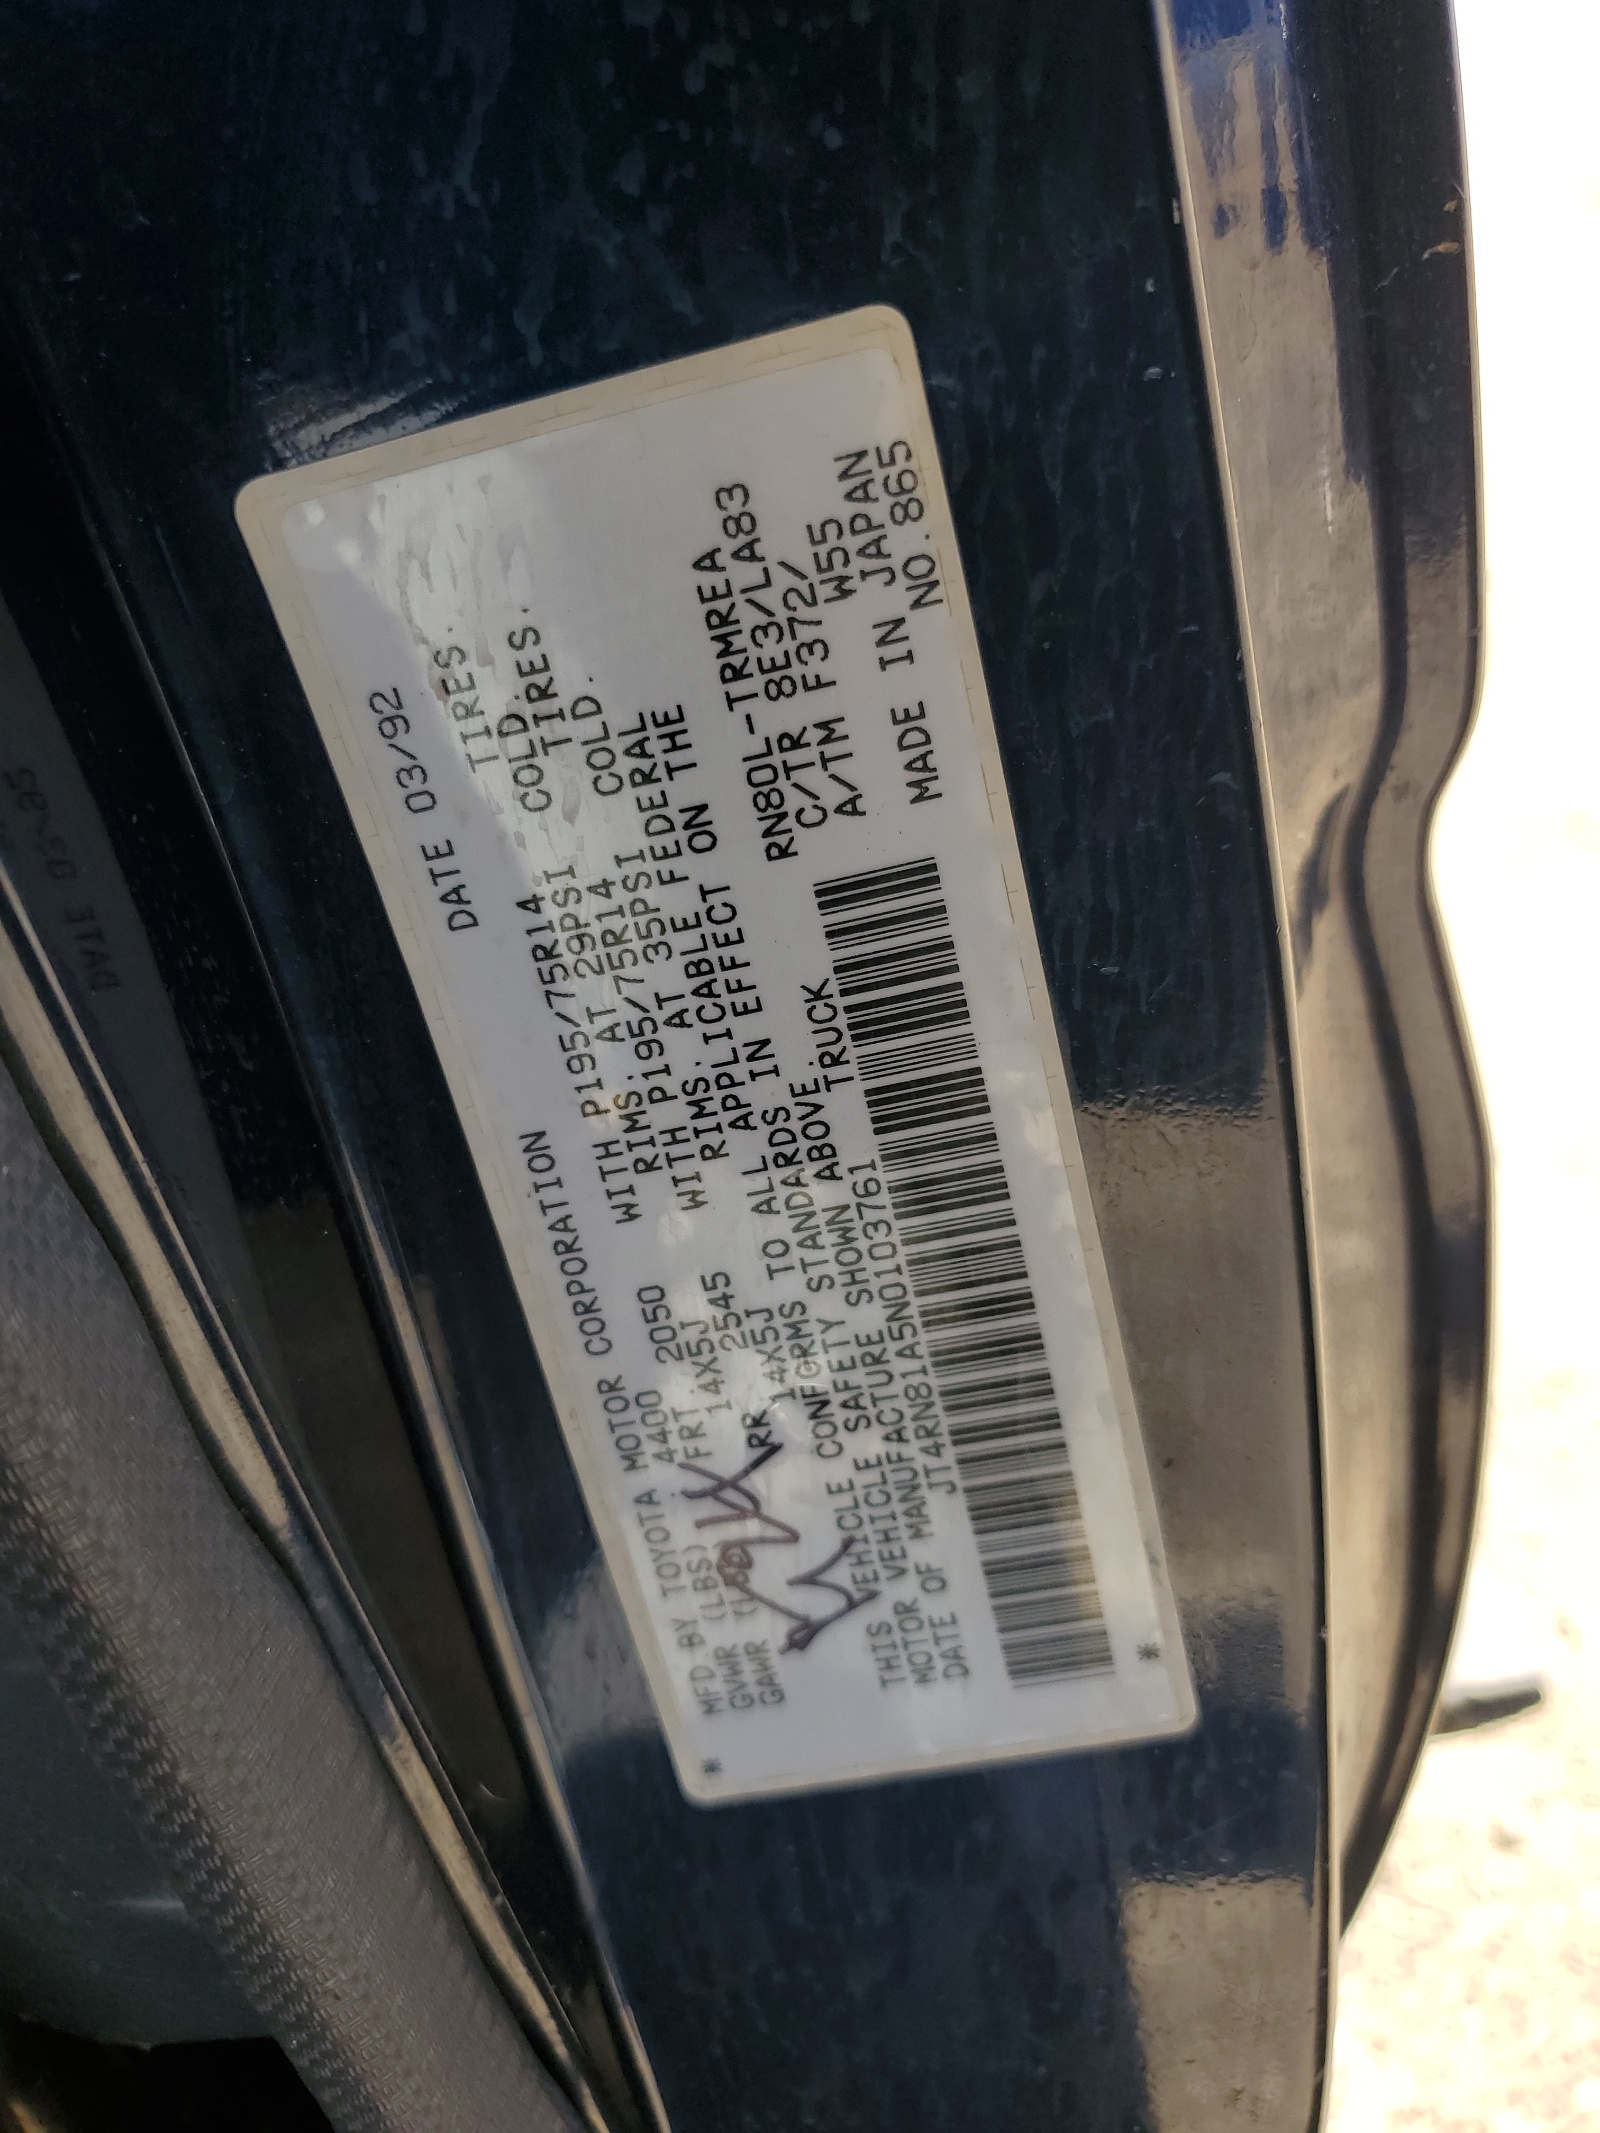 MFD.BY TOYOTA MOTOR CORPORATION DATE 03/92
GVWR (LBS) 4400
GAWR FRT 2050 WITH P195/75R14 TIRES.
14X5J RIMS. AT 29PSI COLD.
RR 2545 WITH P195/75R14 TIRES.
14X5J RIMS. AT 35PSI COLD.
THIS VEHICLE CONFORMS TO ALL APPLICABLE FEDERAL
MOTOR VEHICLE SAFETY STANDARDS IN EFFECT ON THE
DATE OF MANUFACTURE SHOWN ABOVE.
JT4RN81A5N0103761 TRUCK
RN80L-TRMREA
C/TR 8E3/LA83
A/TM F372/W55
MADE IN JAPAN
* * NO.865
DATE 03-85